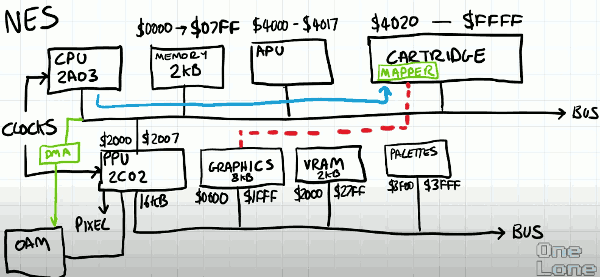 NES
$0000 → $07FF
$4000 - $4017
$4020 — $FFFF
CPU
2A03
MEMORY
2kB
APU
CARTRIDGE
MAPPER
BUS
CLOCKS
$2000
$2007
DMA
PPU
2C02
GRAPHICS
8kB
VRAM
2kB
PALETTES
16kB
$0000
$1FFF
$2000
$27FF
$3F00
$3FFF
PIXEL
OAM
BUS
One
Lone